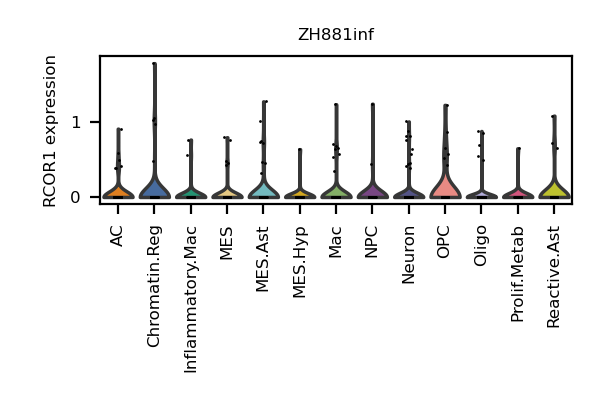 ZH881inf
RCOR1 expression
1
0
AC
Chromatin.Reg
Inflammatory.Mac
MES
MES.Ast
MES.Hyp
Mac
NPC
Neuron
OPC
Oligo
Prolif.Metab
Reactive.Ast